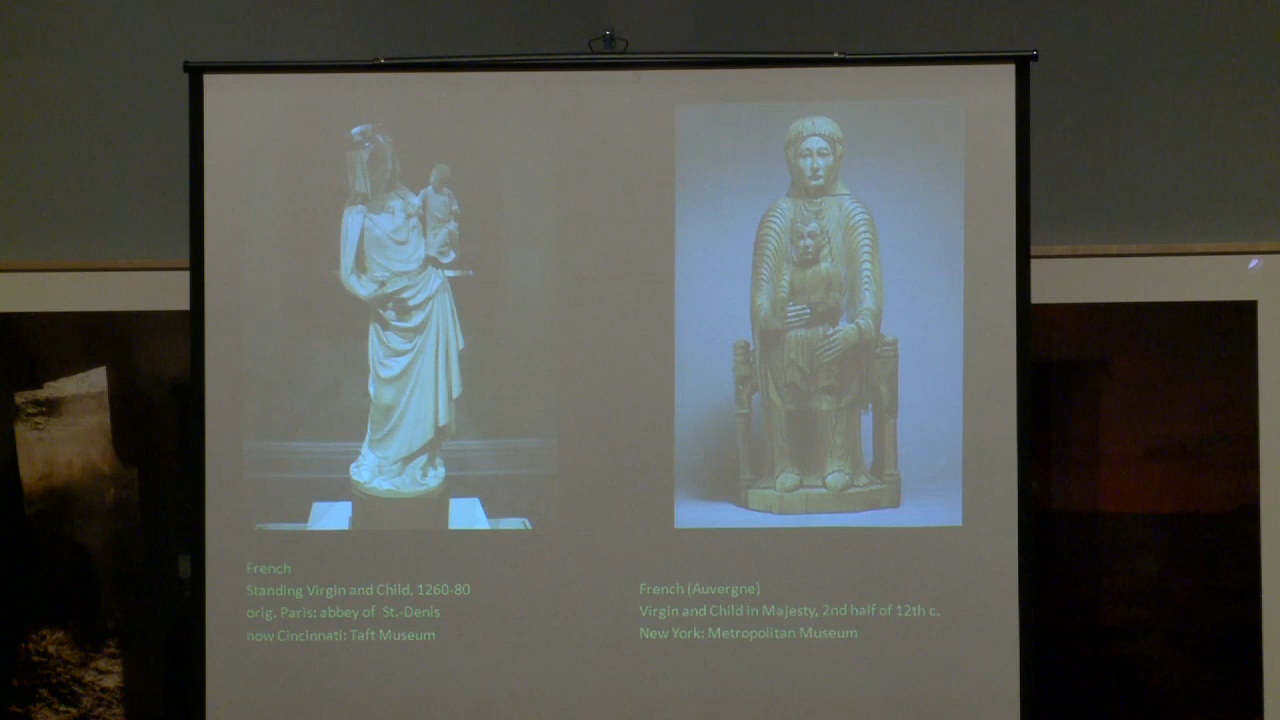 French
Standing Virgin and Child, 1260-80
orig. Paris: abbey of St.-Denis
now Cincinnati: Taft Museum
French (Auvergne)
Virgin and Child in Majesty, 2nd half of 12th c.
New York: Metropolitan Museum